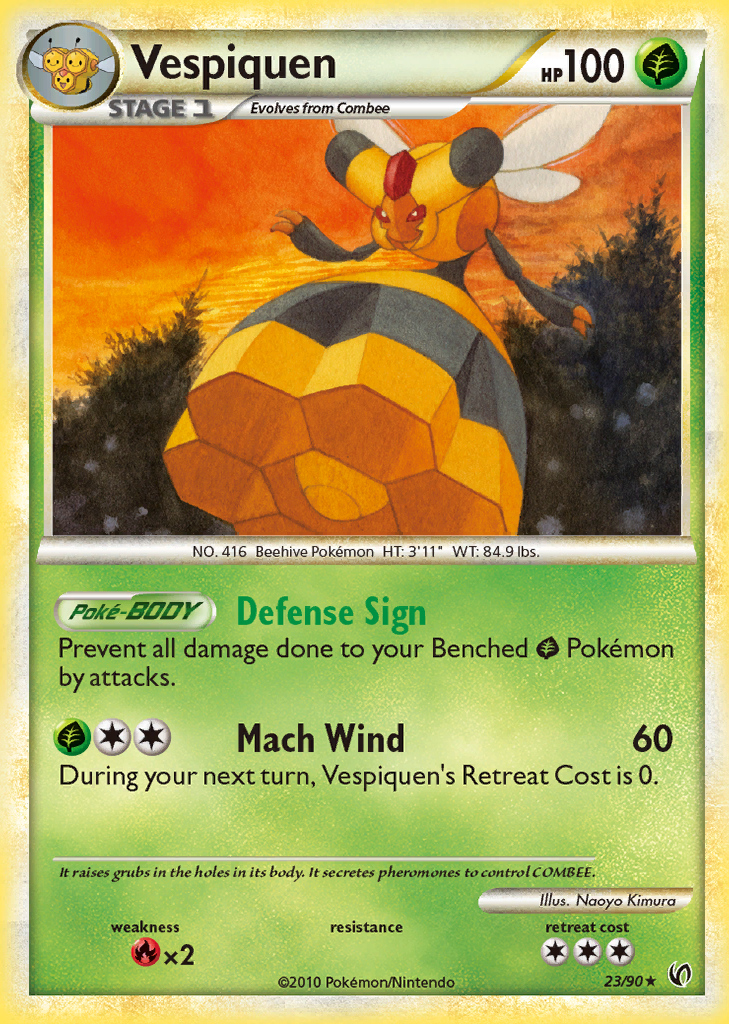 Vespiquen
HP100
STAGE 1
Evolves from Combee
NO. 416 Beehive Pokémon HT: 3'11" WT: 84.9 lbs.
Poké-BODY Defense Sign
Prevent all damage done to your Benched Pokémon
by attacks.
Mach Wind 60
During your next turn, Vespiquen's Retreat Cost is 0.
It raises grubs in the holes in its body. It secretes pheromones to control COMBEE.
Illus. Naoyo Kimura
weakness resistance retreat cost
×2
©2010 Pokémon/Nintendo 23/90★